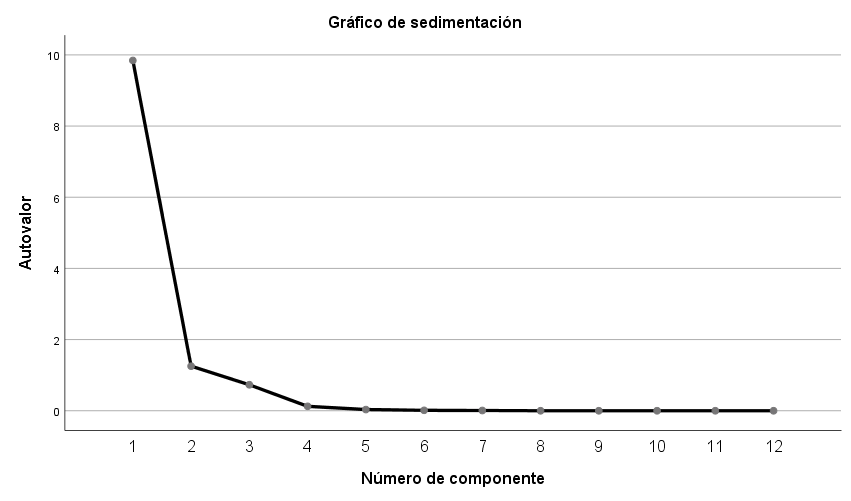 Gráfico de sedimentación
10
8
6
4
2
0
Autovalor
1 2 3 4 5 6 7 8 9 10 11 12
Número de componente